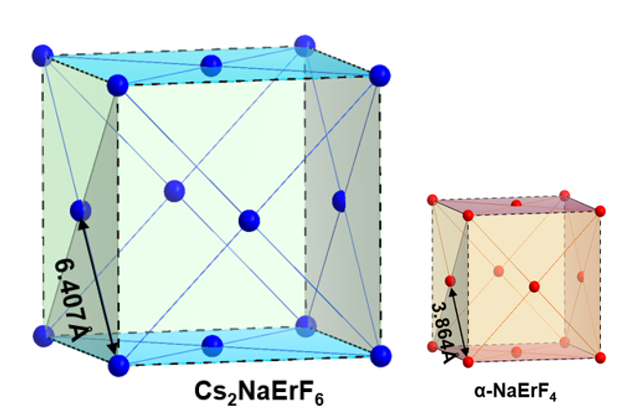 6.407Å
3.864Å
Cs₂NaErF₆
α-NaErF₄